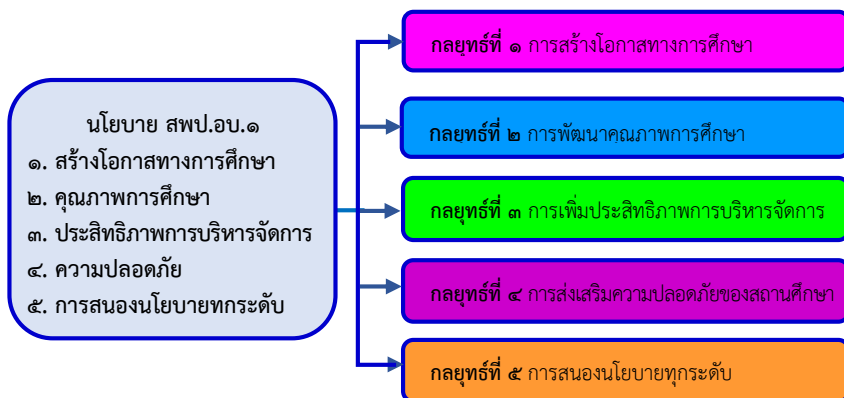 นโยบาย สพป.อบ.๑
๑. สร้างโอกาสทางการศึกษา
๒. คุณภาพการศึกษา
๓. ประสิทธิภาพการบริหารจัดการ
๔. ความปลอดภัย
๕. การสนองนโยบายทุกระดับ
กลยุทธ์ที่ ๑ การสร้างโอกาสทางการศึกษา
กลยุทธ์ที่ ๒ การพัฒนาคุณภาพการศึกษา
กลยุทธ์ที่ ๓ การเพิ่มประสิทธิภาพการบริหารจัดการ
กลยุทธ์ที่ ๔ การส่งเสริมความปลอดภัยของสถานศึกษา
กลยุทธ์ที่ ๕ การสนองนโยบายทุกระดับ